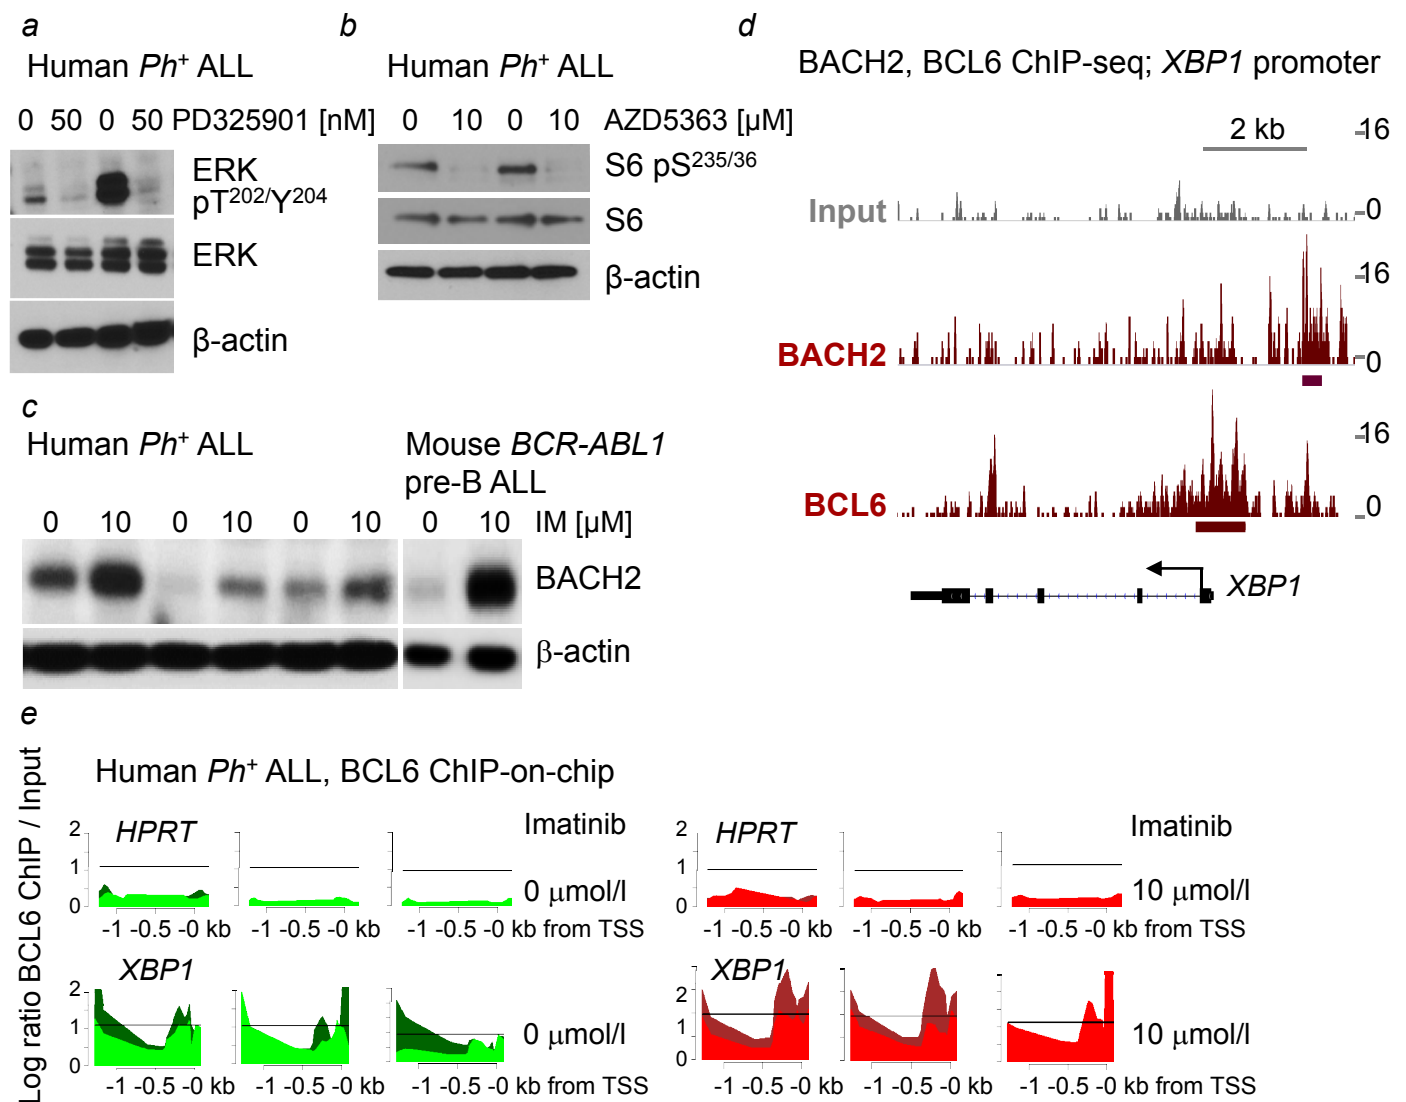 a
Human Ph+ ALL
0 50 0 50 PD325901 [nM]
ERK
pT202/Y204
ERK
β-actin
b
Human Ph+ ALL
0 10 0 10 AZD5363 [μM]
S6 pS235/36
S6
β-actin
c
Human Ph+ ALL
Mouse BCR-ABL1
pre-B ALL
0 10 0 10 0 10 0 10 IM [μM]
BACH2
β-actin
d
BACH2, BCL6 ChIP-seq; XBP1 promoter
2 kb
16
Input
0
16
BACH2
0
16
BCL6
0
XBP1
e
Log ratio BCL6 ChIP / Input
Human Ph+ ALL, BCL6 ChIP-on-chip
2
1
0
HPRT
Imatinib
0 μmol/l
-1 -0.5 -0 kb -1 -0.5 -0 kb -1 -0.5 -0 kb from TSS
2
1
0
HPRT
Imatinib
10 μmol/l
-1 -0.5 -0 kb -1 -0.5 -0 kb -1 -0.5 -0 kb from TSS
2
1
0
XBP1
0 μmol/l
-1 -0.5 -0 kb -1 -0.5 -0 kb -1 -0.5 -0 kb from TSS
2
1
0
XBP1
10 μmol/l
-1 -0.5 -0 kb -1 -0.5 -0 kb -1 -0.5 -0 kb from TSS